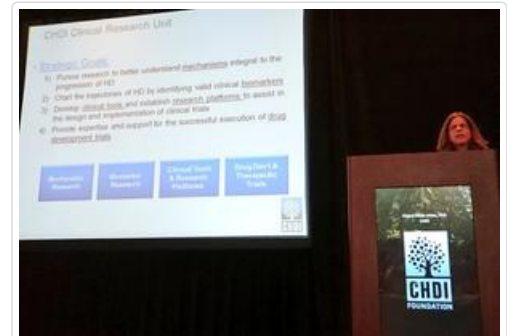 CHDI Clinical Research Unit
Strategic Goals:
1) Pursue research to better understand mechanisms integral to the
progression of HD
2) Chart the trajectories of HD by identifying valid clinical biomarkers
3) Develop clinical tools and establish research platforms to assist in
the design and implementation of clinical trials
4) Provide expertise and support for the successful execution of drug
development trials
Mechanistic
Research
Biomarker
Research
Clinical Tools
& Research
Platforms
Therapeutic
Trials
CHDI
FOUNDATION